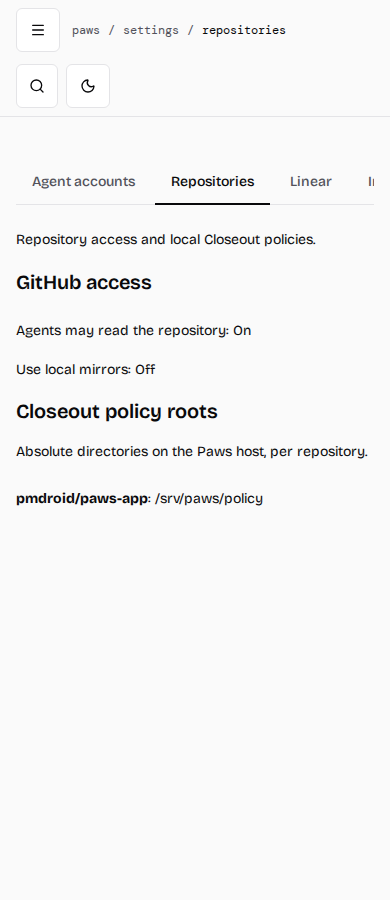 paws / settings / repositories
Agent accounts Repositories Linear
Repository access and local Closeout policies.
GitHub access
Agents may read the repository: On
Use local mirrors: Off
Closeout policy roots
Absolute directories on the Paws host, per repository.
pmdroid/paws-app: /srv/paws/policy